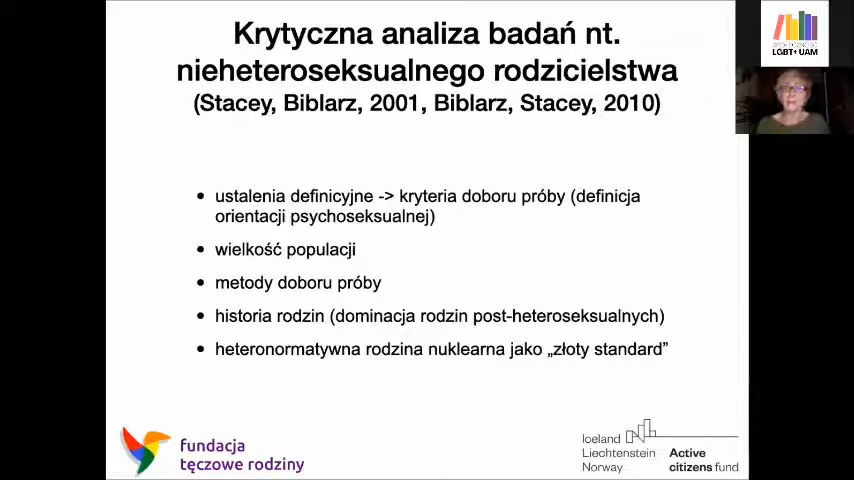 Krytyczna analiza badań nt.
nieheteroseksualnego rodzicielstwa
(Stacey, Biblarz, 2001, Biblarz, Stacey, 2010)
SPOŁECZNOŚĆ
LGBT+ UAM
• ustalenia definicyjne -> kryteria doboru próby (definicja
orientacji psychoseksualnej)
• wielkość populacji
• metody doboru próby
• historia rodzin (dominacja rodzin post-heteroseksualnych)
• heteronormatywna rodzina nuklearna jako „złoty standard”
fundacja
tęczowe rodziny
Iceland
Liechtenstein
Norway
Active
citizens fund